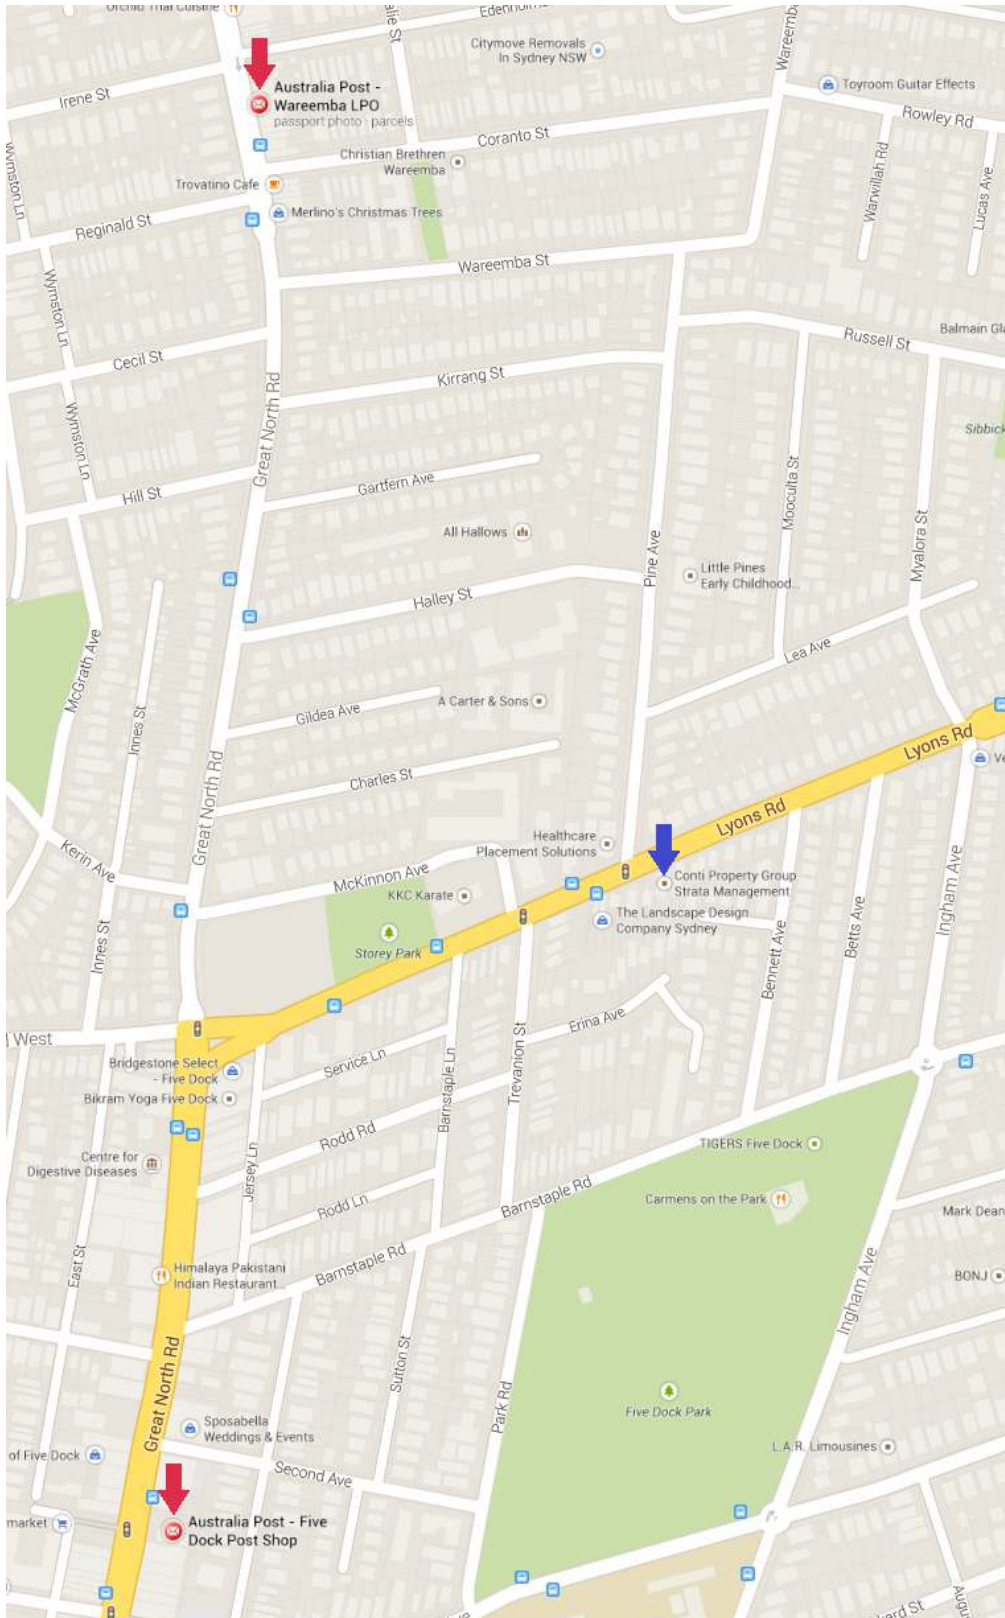 Orchid Thai Cuisine
Citymove Removals
In Sydney NSW
Australia Post -
Wareemba LPO
passport photo · parcels
Irene St
Toyroom Guitar Effects
Rowley Rd
Coranto St
Christian Brethren
Wareemba
Wymston Ln
Trovatino Cafe
Merlino's Christmas Trees
Reginald St
Warwillah Rd
Lucas Ave
Wareemba St
Wymston Ln
Russell St
Cecil St
Kirrang St
Great North Rd
Wymston Ln
Gartfern Ave
Hill St
Mooculta St
All Hallows
Pine Ave
Myalora St
Little Pines
Early Childhood...
Halley St
McGrath Ave
Lea Ave
Innes St
A Carter & Sons
Gildea Ave
Lyons Rd
Great North Rd
Charles St
Lyons Rd
Healthcare
Placement Solutions
Kerin Ave
McKinnon Ave
Conti Property Group
Strata Management
KKC Karate
The Landscape Design
Company Sydney
Ingham Ave
Betts Ave
Innes St
Storey Park
Bennett Ave
Erina Ave
West
Service Ln
Trevanion St
Bridgestone Select
- Five Dock
Bikram Yoga Five Dock
Barnstaple Ln
Rodd Rd
TIGERS Five Dock
Centre for
Digestive Diseases
Jersey Ln
Rodd Ln
Barnstaple Rd
Carmens on the Park
Mark Dean
East St
Barnstaple Rd
Himalaya Pakistani
Indian Restaurant...
BONJ
Ingham Ave
Great North Rd
Sutton St
Park Rd
Five Dock Park
Sposabella
Weddings & Events
of Five Dock
L.A.R. Limousines
Second Ave
Australia Post - Five
Dock Post Shop
market